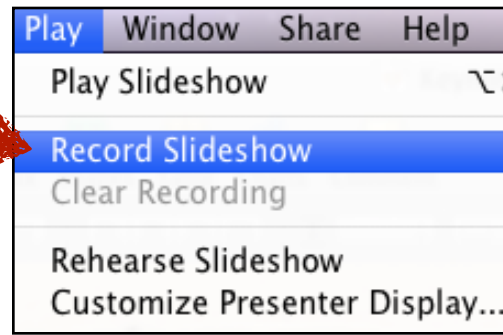 Play Window Share Help
Play Slideshow ⌥
Record Slideshow
Clear Recording
Rehearse Slideshow
Customize Presenter Display...